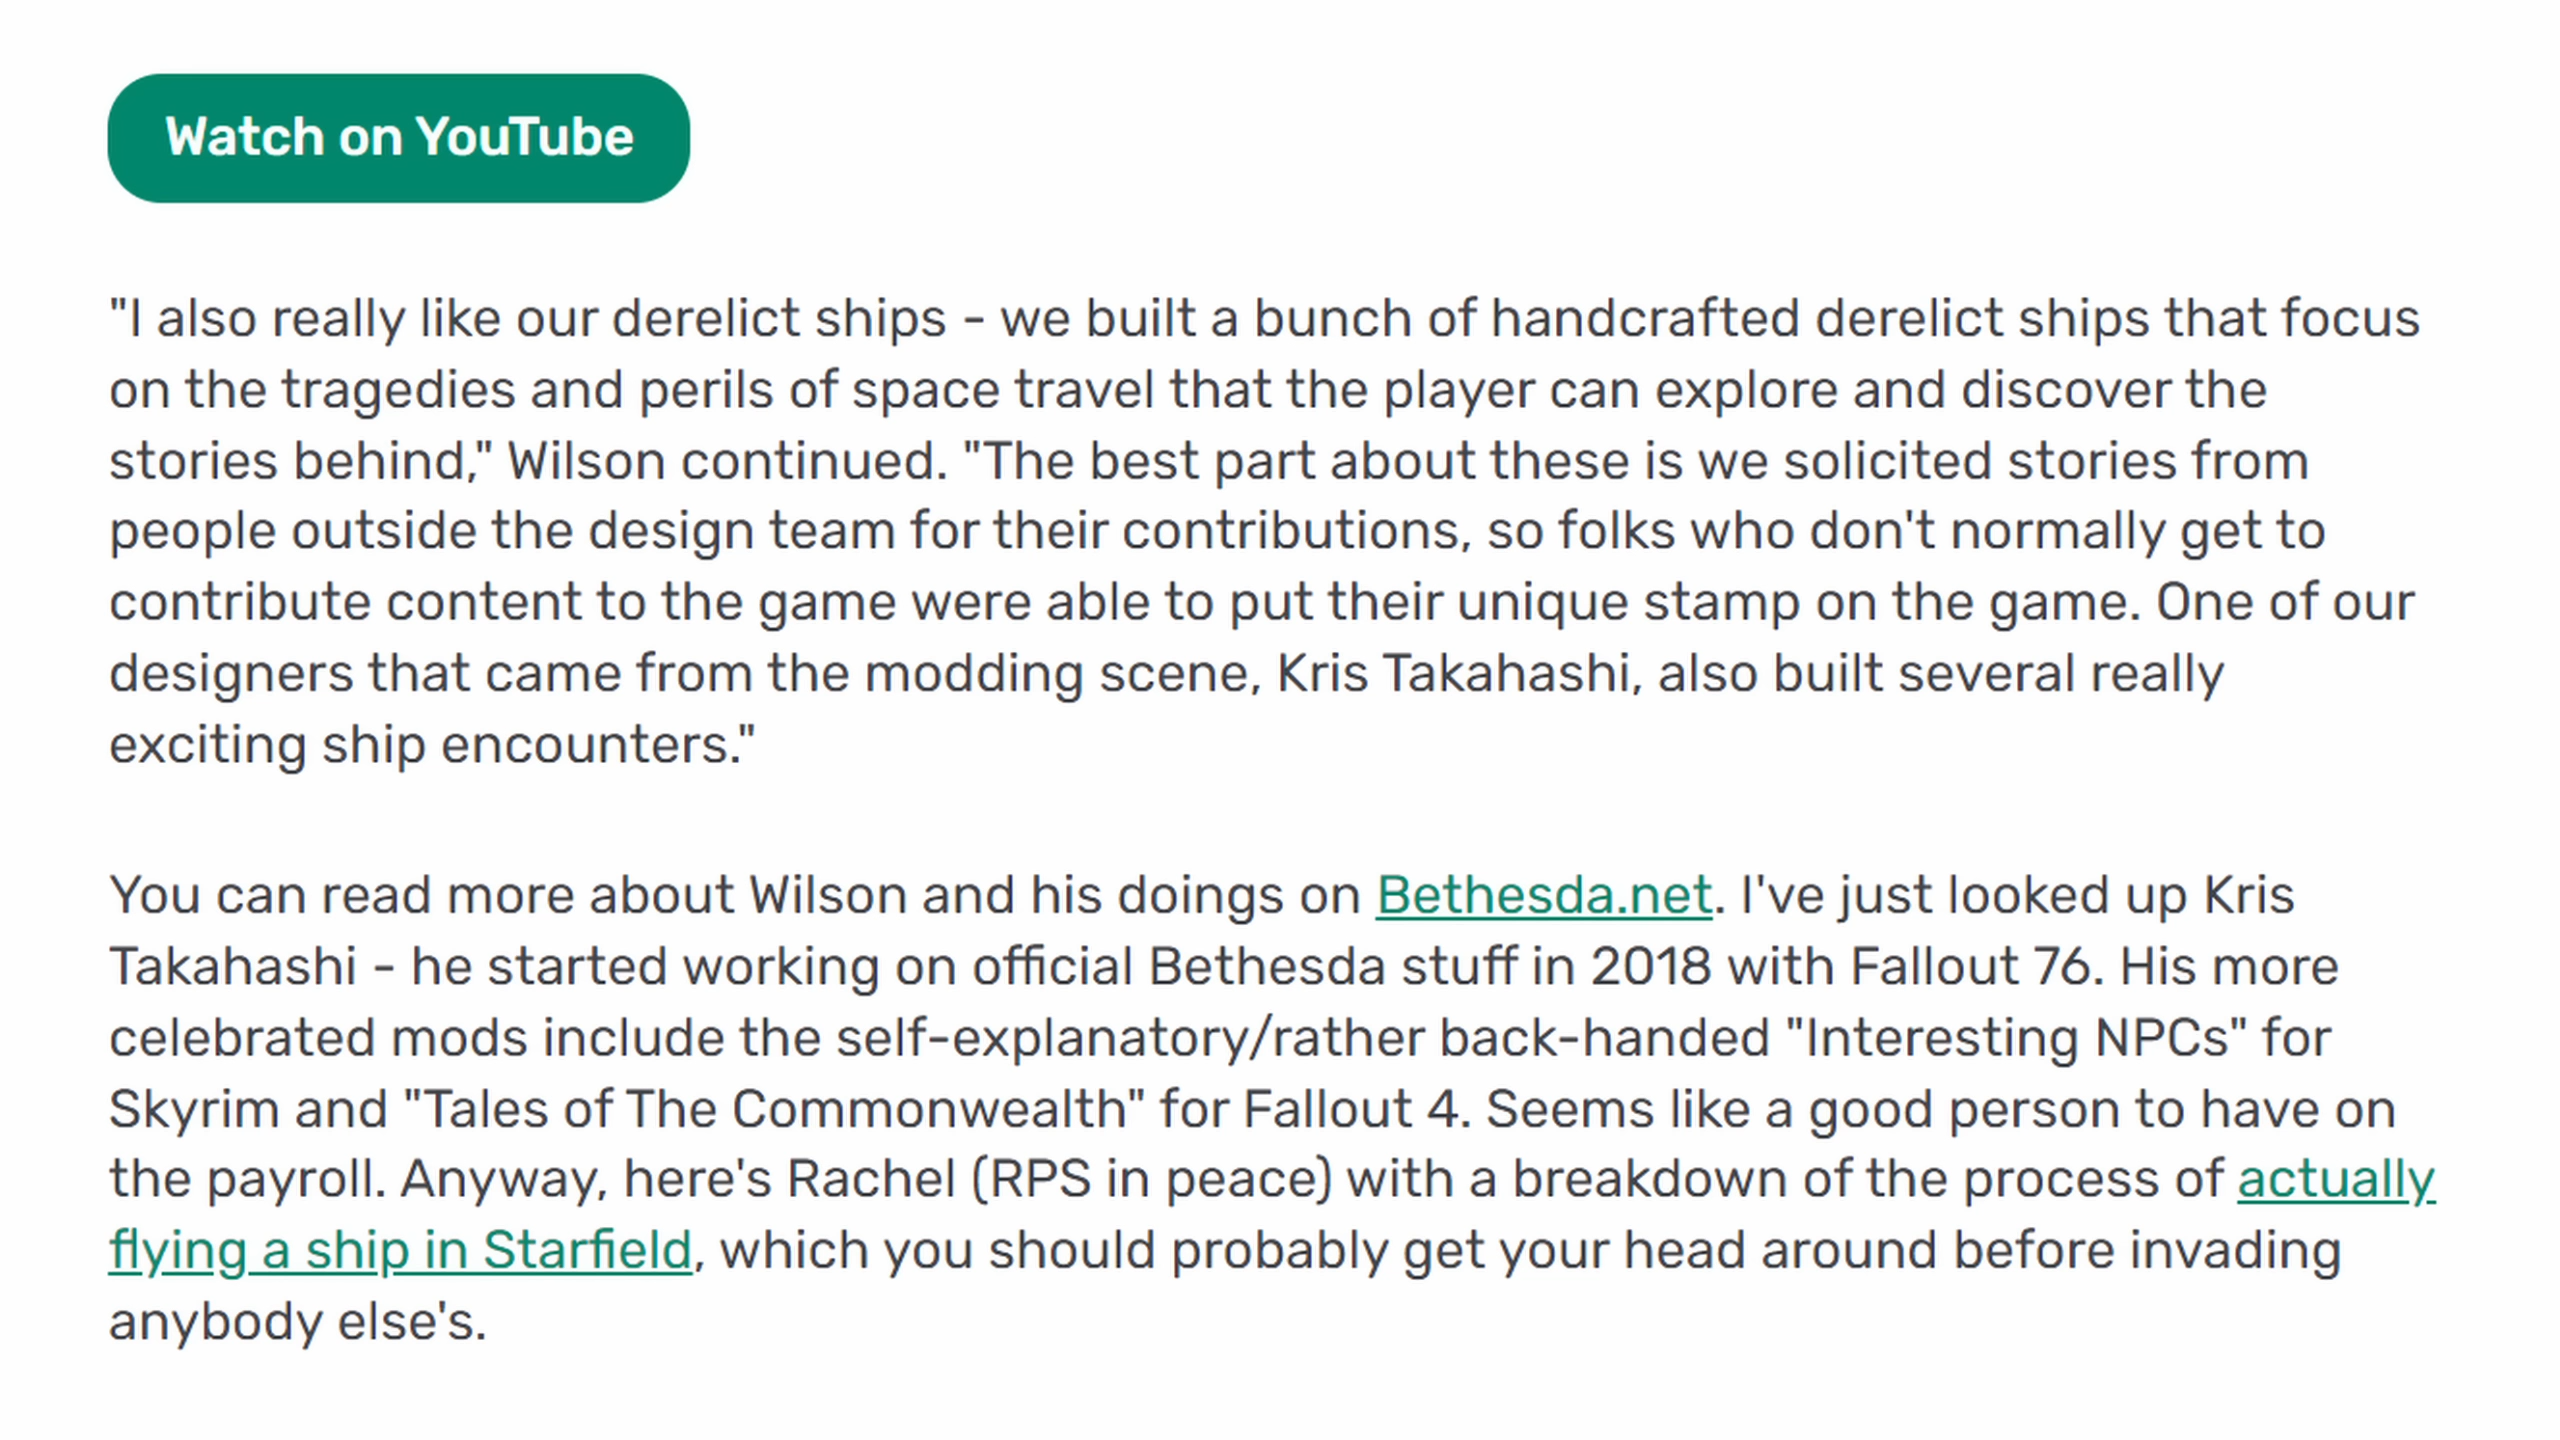 Watch on YouTube
"I also really like our derelict ships - we built a bunch of handcrafted derelict ships that focus
on the tragedies and perils of space travel that the player can explore and discover the
stories behind," Wilson continued. "The best part about these is we solicited stories from
people outside the design team for their contributions, so folks who don't normally get to
contribute content to the game were able to put their unique stamp on the game. One of our
designers that came from the modding scene, Kris Takahashi, also built several really
exciting ship encounters."
You can read more about Wilson and his doings on Bethesda.net. I've just looked up Kris
Takahashi - he started working on official Bethesda stuff in 2018 with Fallout 76. His more
celebrated mods include the self-explanatory/rather back-handed "Interesting NPCs" for
Skyrim and "Tales of The Commonwealth" for Fallout 4. Seems like a good person to have on
the payroll. Anyway, here's Rachel (RPS in peace) with a breakdown of the process of actually
flying a ship in Starfield, which you should probably get your head around before invading
anybody else's.